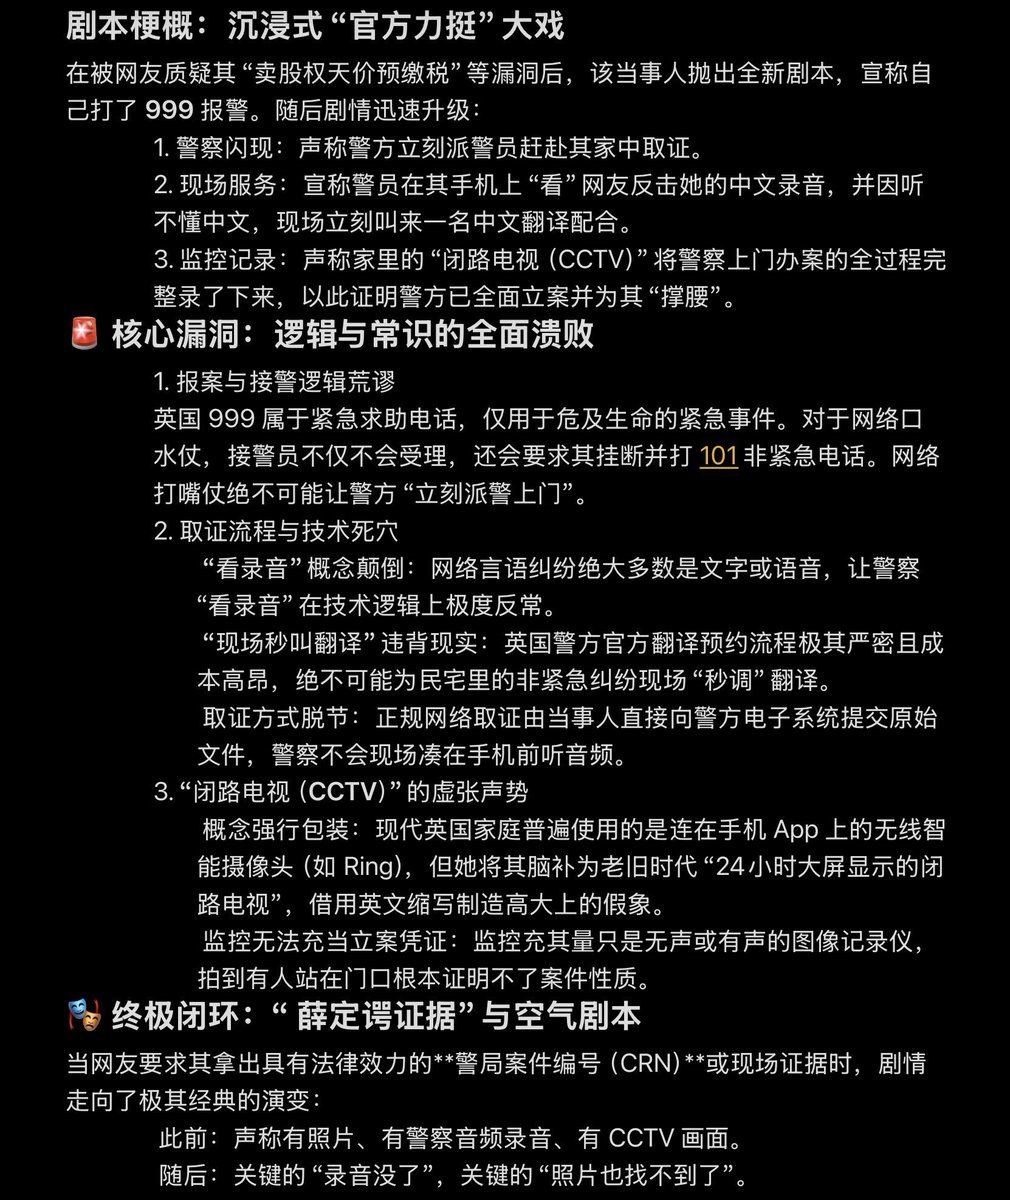 剧本梗概：沉浸式“官方力挺”大戏
在被网友质疑其“卖股权天价预缴税”等漏洞后，该当事人抛出全新剧本，宣称自
己打了 999 报警。随后剧情迅速升级：
1. 警察闪现：声称警方立刻派警员赶赴其家中取证。
2. 现场服务：宣称警员在其手机上“看”网友反击她的中文录音，并因听
不懂中文，现场立刻叫来一名中文翻译配合。
3. 监控记录：声称家里的“闭路电视（CCTV）”将警察上门办案的全过程完
整录了下来，以此证明警方已全面立案并为其“撑腰”。
🚨 核心漏洞：逻辑与常识的全面溃败
1. 报案与接警逻辑荒谬
英国 999 属于紧急求助电话，仅用于危及生命的紧急事件。对于网络口
水仗，接警员不仅不会受理，还会要求其挂断并打 101 非紧急电话。网络
打嘴仗绝不可能让警方“立刻派警上门”。
2. 取证流程与技术死穴
“看录音”概念颠倒：网络言语纠纷绝大多数是文字或语音，让警察
“看录音”在技术逻辑上极度反常。
“现场秒叫翻译”违背现实：英国警方官方翻译预约流程极其严密且成
本高昂，绝不可能为民宅里的非紧急纠纷现场“秒调”翻译。
取证方式脱节：正规网络取证由当事人直接向警方电子系统提交原始
文件，警察不会现场凑在手机前听音频。
3. “闭路电视（CCTV）”的虚张声势
概念强行包装：现代英国家庭普遍使用的是连在手机 App 上的无线智
能摄像头（如 Ring），但她将其脑补为老旧时代“24小时大屏显示的闭
路电视”，借用英文缩写制造高大上的假象。
监控无法充当立案凭证：监控充其量只是无声或有声的图像记录仪，
拍到有人站在门口根本证明不了案件性质。
🎭 终极闭环：“ 薛定谔证据”与空气剧本
当网友要求其拿出具有法律效力的**警局案件编号（CRN）**或现场证据时，剧情
走向了极其经典的演变：
此前：声称有照片、有警察音频录音、有 CCTV 画面。
随后：关键的“录音没了”，关键的“照片也找不到了”。